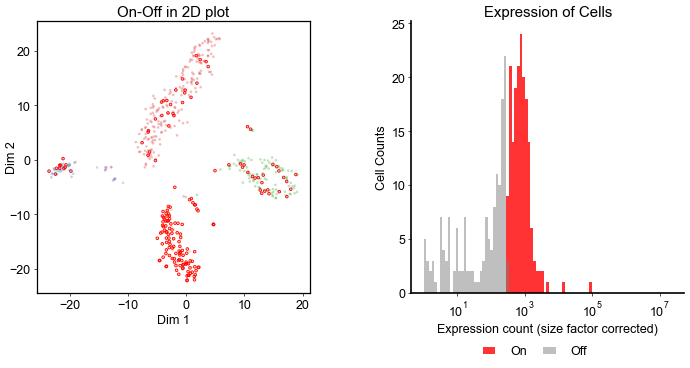 On-Off in 2D plot
20
10
0
−10
−20
Dim 2
−20 −10 0 10 20
Dim 1
Expression of Cells
25
20
15
10
5
0
Cell Counts
10^1 10^3 10^5 10^7
Expression count (size factor corrected)
On Off